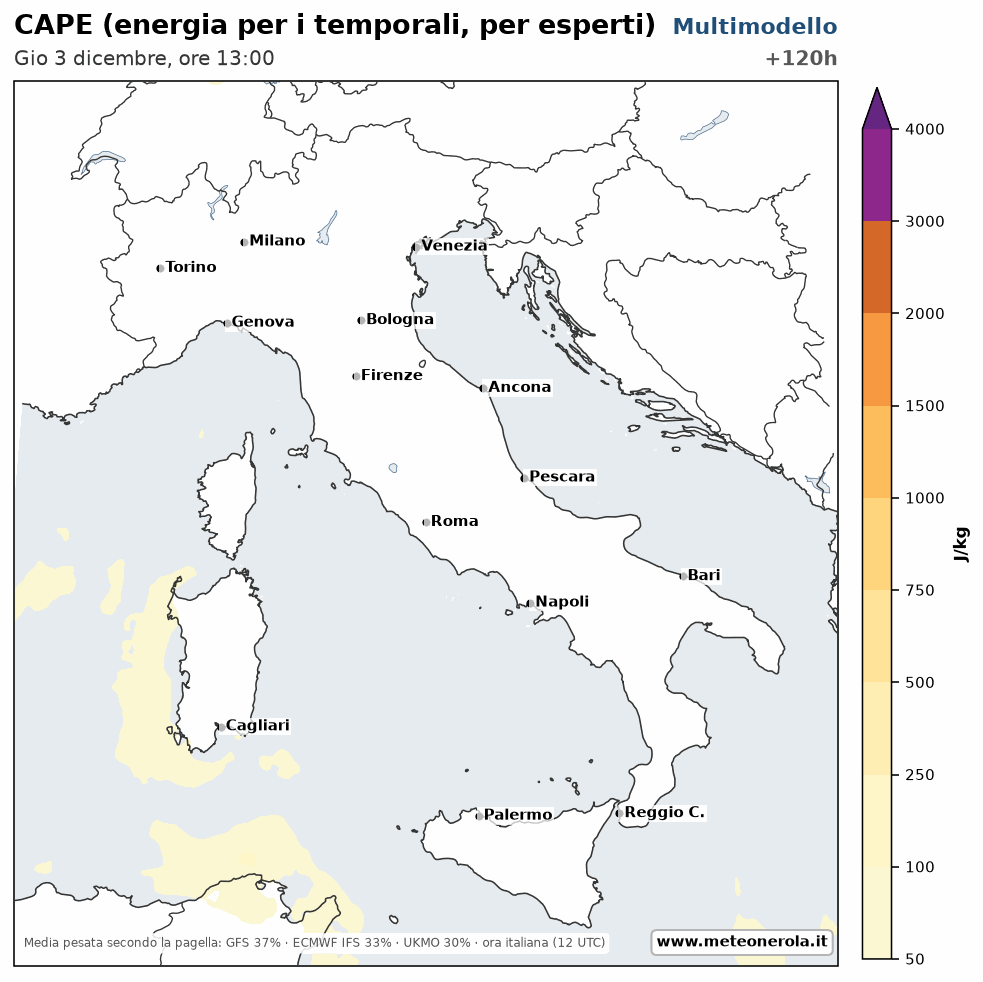 CAPE (energia per i temporali, per esperti) Multimodello
Gio 3 dicembre, ore 13:00 +120h
4000
3000
2000
1500
1000
750
500
250
100
50
J/kg
Milano
Venezia
Torino
Genova
Bologna
Firenze
Ancona
Pescara
Roma
Bari
Napoli
Cagliari
Palermo
Reggio C.
Media pesata secondo la pagella: GFS 37% · ECMWF IFS 33% · UKMO 30% · ora italiana (12 UTC)
www.meteonerola.it